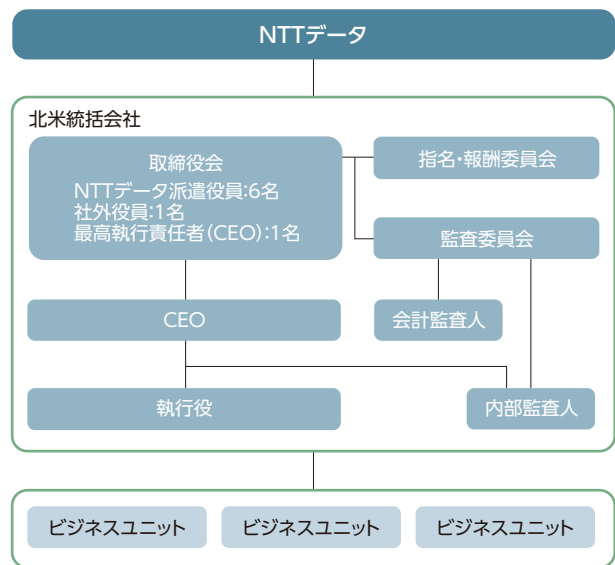 NTTデータ
北米統括会社
取締役会
NTTデータ派遣役員:6名
社外役員:1名
最高執行責任者(CEO):1名
指名・報酬委員会
監査委員会
CEO
会計監査人
執行役
内部監査人
ビジネスユニット
ビジネスユニット
ビジネスユニット